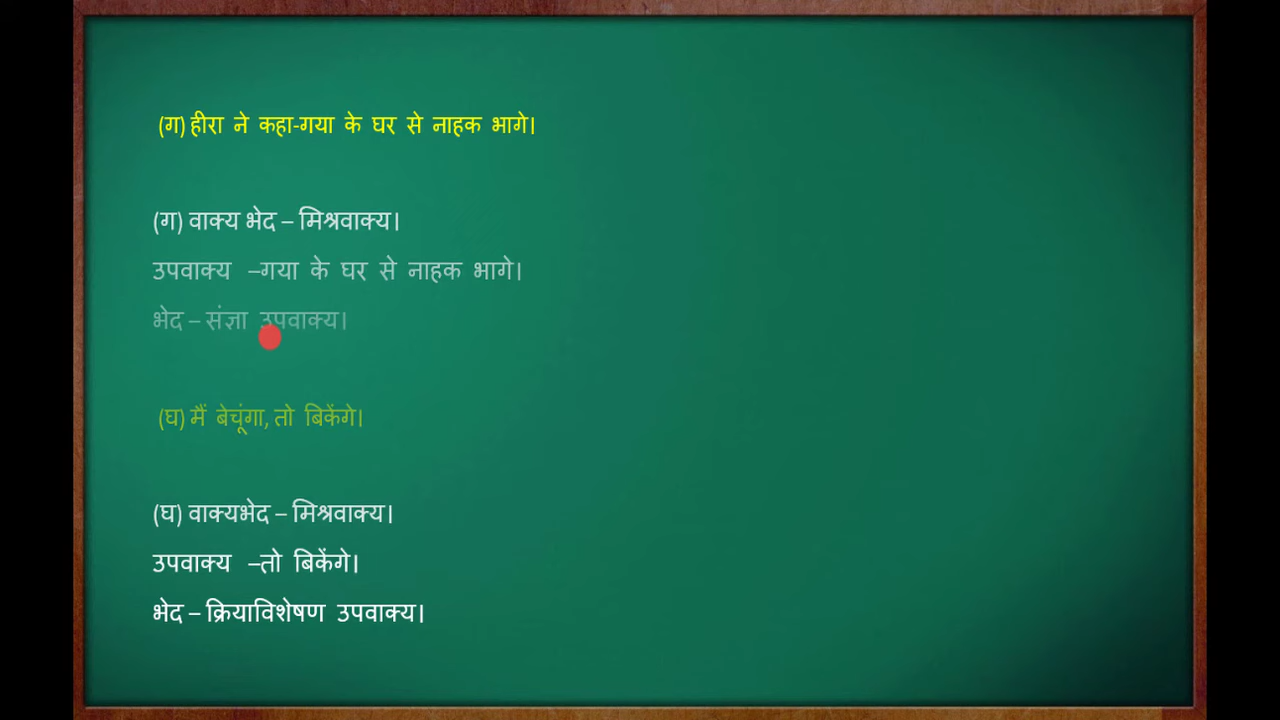 (ग) हीरा ने कहा-गया के घर से नाहक भागे।
(ग) वाक्य भेद – मिश्रवाक्य।
उपवाक्य –गया के घर से नाहक भागे।
भेद – संज्ञा उपवाक्य।
(घ) मैं बेचूंगा, तो बिकेंगे।
(घ) वाक्यभेद – मिश्रवाक्य।
उपवाक्य –तो बिकेंगे।
भेद – क्रियाविशेषण उपवाक्य।